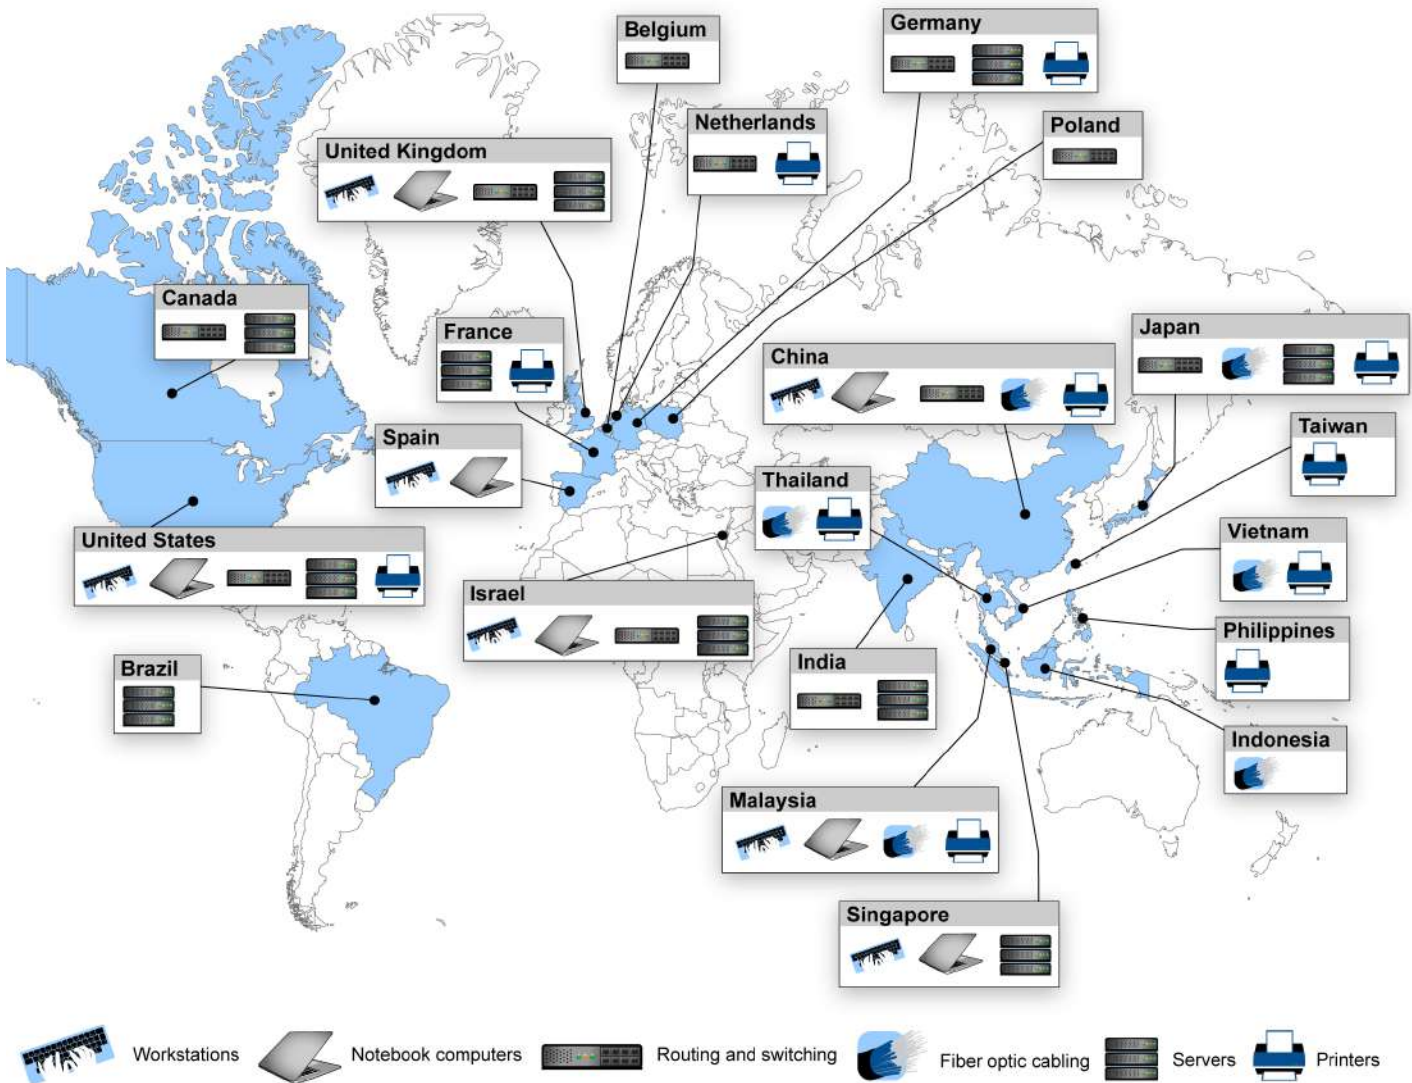 Belgium
Germany
Netherlands
Poland
United Kingdom
Canada
France
China
Japan
Spain
Taiwan
Thailand
United States
Vietnam
Israel
Philippines
Brazil
India
Indonesia
Malaysia
Singapore
Workstations
Notebook computers
Routing and switching
Fiber optic cabling
Servers
Printers